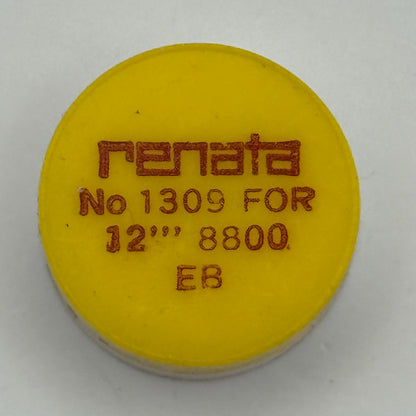 renata
No 1309 FOR
12''' 8800
EB